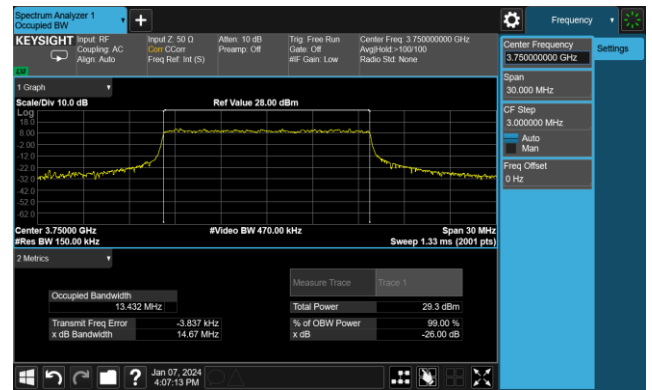 Spectrum Analyzer 1
Occupied BW
Frequency
KEYSIGHT
Input: RF
Coupling: AC
Align: Auto
Input Z: 50 Ω
Corr CCorr
Freq Ref: Int (S)
Atten: 10 dB
Preamp: Off
Trig: Free Run
Gate: Off
#IF Gain: Low
Center Freq: 3.750000000 GHz
Avg|Hold:>100/100
Radio Std: None
Center Frequency
3.750000000 GHz
Settings
Span
30.000 MHz
CF Step
3.000000 MHz
Auto
Man
Freq Offset
0 Hz
1 Graph
Scale/Div 10.0 dB
Ref Value 28.00 dBm
Log
18.0
8.00
-2.00
-12.0
-22.0
-32.0
-42.0
-52.0
-62.0
Center 3.75000 GHz
#Video BW 470.00 kHz
Span 30 MHz
#Res BW 150.00 kHz
Sweep 1.33 ms (2001 pts)
2 Metrics
Measure Trace
Trace 1
Occupied Bandwidth
13.432 MHz
Total Power
29.3 dBm
Transmit Freq Error
-3.837 kHz
% of OBW Power
99.00 %
x dB Bandwidth
14.67 MHz
x dB
-26.00 dB
?
Jan 07, 2024
4:07:13 PM